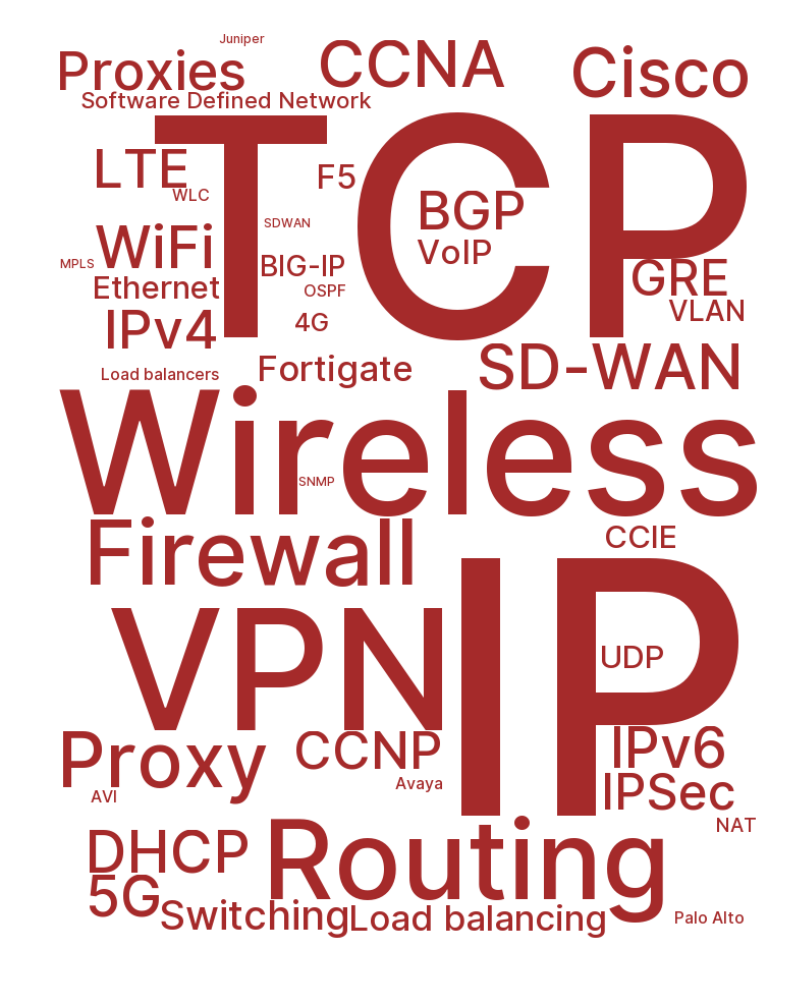 Juniper
Proxies
CCNA
Cisco
Software Defined Network
TCP
LTE
F5
WLC
BGP
SDWAN
VoIP
WiFi
MPLS
BIG-IP
GRE
Ethernet
OSPF
VLAN
IPv4
4G
Load balancers
Fortigate
SD-WAN
Wireless
SNMP
Firewall
CCIE
IP
VPN
UDP
Proxy
CCNP
IPv6
Avaya
AVI
IPSec
NAT
DHCP
Routing
5G
Switching
Load balancing
Palo Alto